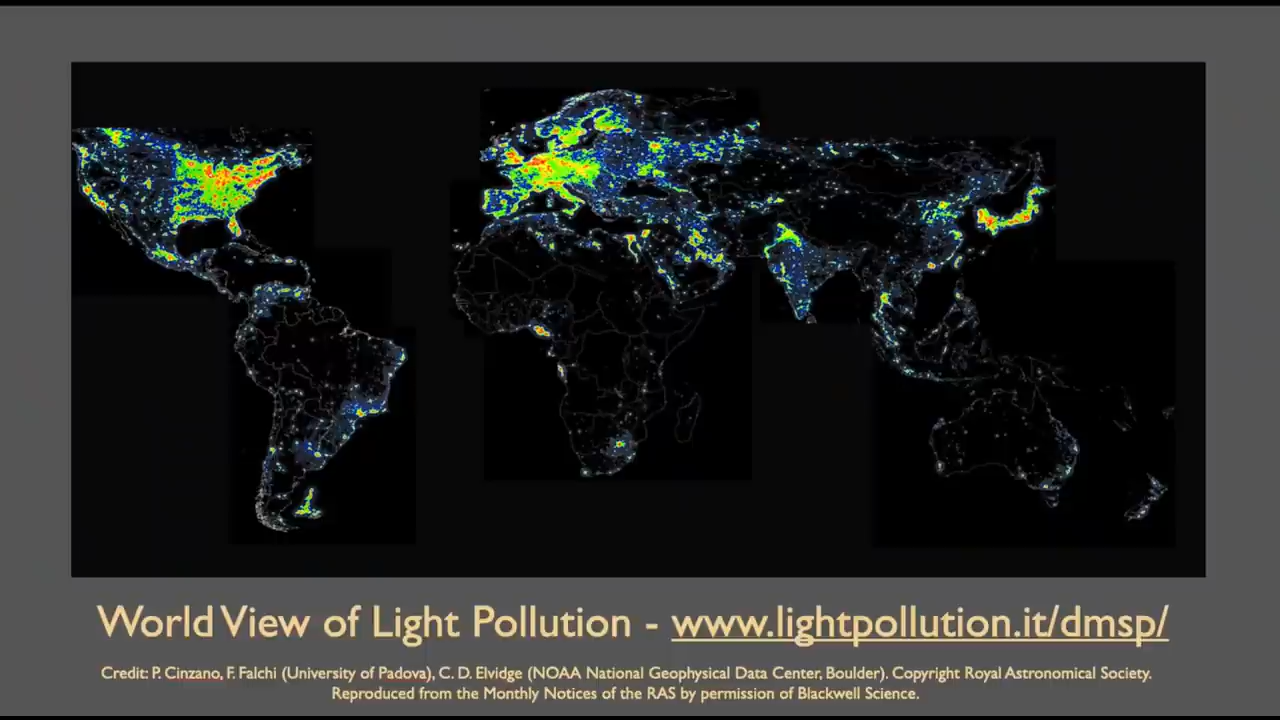 World View of Light Pollution - www.lightpollution.it/dmsp/
Credit: P. Cinzano, F. Falchi (University of Padova), C. D. Elvidge (NOAA National Geophysical Data Center, Boulder). Copyright Royal Astronomical Society.
Reproduced from the Monthly Notices of the RAS by permission of Blackwell Science.